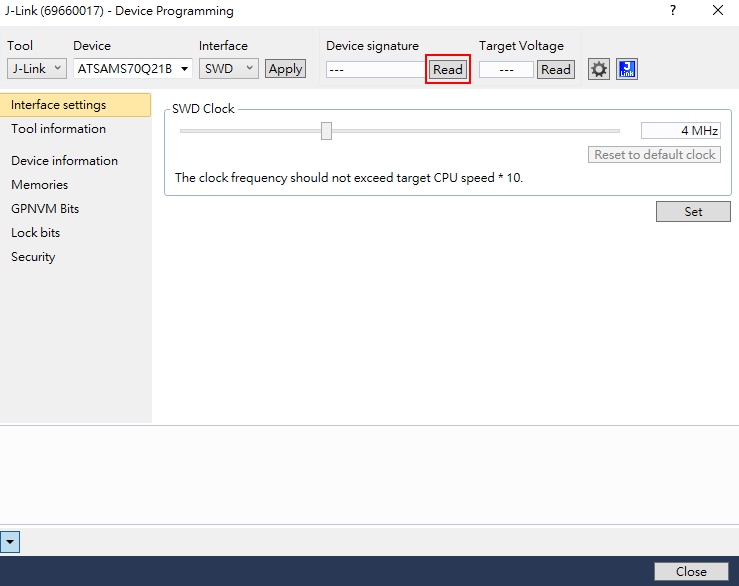 J-Link (69660017) - Device Programming
Tool Device Interface Device signature Target Voltage
J-Link ATSAMS70Q21B SWD Apply --- Read --- Read
J LINK
Interface settings
Tool information
Device information
Memories
GPNVM Bits
Lock bits
Security
SWD Clock
4 MHz
Reset to default clock
The clock frequency should not exceed target CPU speed * 10.
Set
Close